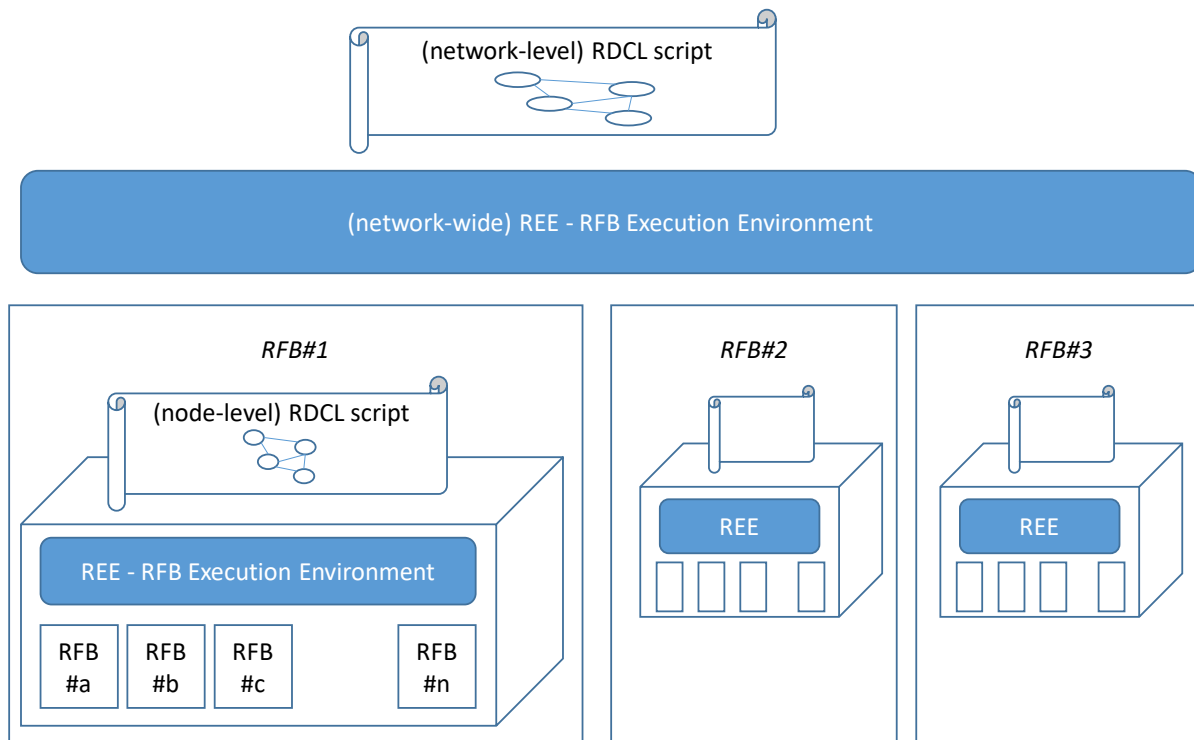 (network-level) RDCL script
(network-wide) REE - RFB Execution Environment
RFB#1
RFB#2
RFB#3
(node-level) RDCL script
REE - RFB Execution Environment
REE
REE
RFB
#a
RFB
#b
RFB
#c
RFB
#n